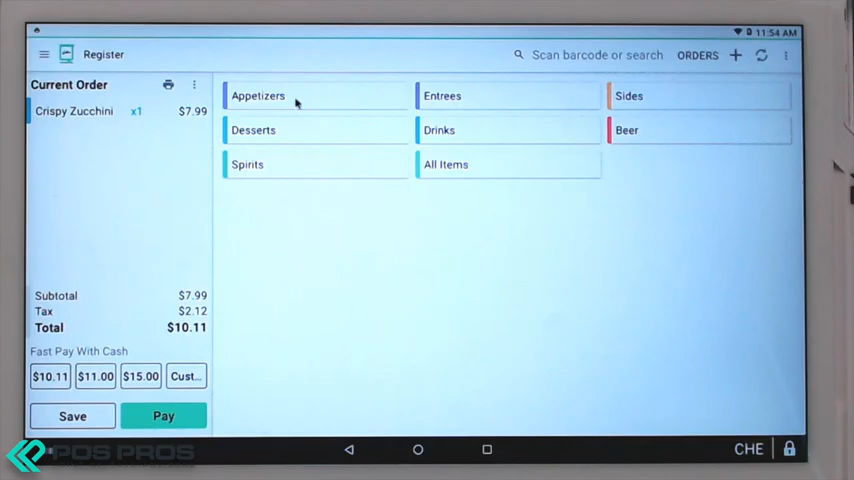 11:54 AM
Register
Scan barcode or search
ORDERS
Current Order
Crispy Zucchini x1 $7.99
Appetizers
Entrees
Sides
Desserts
Drinks
Beer
Spirits
All Items
Subtotal $7.99
Tax $2.12
Total $10.11
Fast Pay With Cash
$10.11 $11.00 $15.00 Cust...
Save Pay
POS PROS
CHE